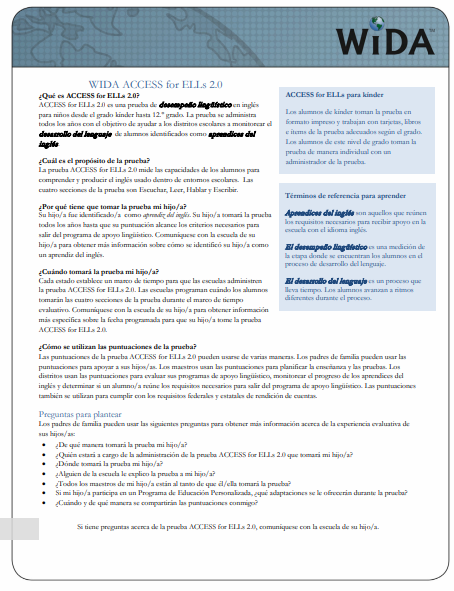 WiDA
WIDA ACCESS for ELLs 2.0
¿Qué es ACCESS for ELLs 2.0?
ACCESS for ELLs 2.0 es una prueba de desempeño lingüístico en inglés
para niños desde el grado kínder hasta 12.º grado. La prueba se administra
todos los años con el objetivo de ayudar a los distritos escolares a monitorear el
desarrollo del lenguaje de alumnos identificados como aprendices del
inglés
¿Cuál es el propósito de la prueba?
La prueba ACCESS for ELLs 2.0 mide las capacidades de los alumnos para
comprender y producir el inglés usado dentro de entornos escolares. Las
cuatro secciones de la prueba son Escuchar, Leer, Hablar y Escribir.
¿Por qué tiene que tomar la prueba mi hijo/a?
Su hijo/a fue identificado/a como aprendiz del inglés. Su hijo/a tomará la prueba
todos los años hasta que su puntuación alcance los criterios necesarios para
salir del programa de apoyo lingüístico. Comuníquese con la escuela de su
hijo/a para obtener más información sobre cómo se identificó su hijo/a como
un aprendiz del inglés.
¿Cuándo tomará la prueba mi hijo/a?
Cada estado establece un marco de tiempo para que las escuelas administren
la prueba ACCESS for ELLs 2.0. Las escuelas programan cuándo los alumnos
tomarán las cuatro secciones de la prueba durante el marco de tiempo
evaluativo. Comuníquese con la escuela de su hijo/a para obtener información
más específica sobre la fecha programada para que su hijo/a tome la prueba
ACCESS for ELLs 2.0.
ACCESS for ELLs para kínder
Los alumnos de kínder toman la prueba en
formato impreso y trabajan con tarjetas, libros
e ítems de la prueba adecuados según el grado.
Los alumnos de este nivel de grado toman la
prueba de manera individual con un
administrador de la prueba.
Términos de referencia para aprender
Aprendices del inglés son aquellos que reúnen
los requisitos necesarios para recibir apoyo en la
escuela con el idioma inglés.
El desempeño lingüístico es una medición de
la etapa donde se encuentran los alumnos en el
proceso de desarrollo del lenguaje.
El desarrollo del lenguaje es un proceso que
lleva tiempo. Los alumnos avanzan a ritmos
diferentes durante el proceso.
¿Cómo se utilizan las puntuaciones de la prueba?
Las puntuaciones de la prueba ACCESS for ELLs 2.0 pueden usarse de varias maneras. Los padres de familia pueden usar las
puntuaciones para apoyar a sus hijos/as. Los maestros usan las puntuaciones para planificar la enseñanza y las pruebas. Los
distritos usan las puntuaciones para evaluar sus programas de apoyo lingüístico, monitorear el progreso de los aprendices del
inglés y determinar si un alumno/a reúne los requisitos necesarios para salir del programa de apoyo lingüístico. Las puntuaciones
también se utilizan para cumplir con los requisitos federales y estatales de rendición de cuentas.
Preguntas para plantear
Los padres de familia pueden usar las siguientes preguntas para obtener más información acerca de la experiencia evaluativa de
sus hijos/as:
• ¿De qué manera tomará la prueba mi hijo/a?
• ¿Quién estará a cargo de la administración de la prueba ACCESS for ELLs 2.0 que tomará mi hijo/a?
• ¿Dónde tomará la prueba mi hijo/a?
• ¿Alguien de la escuela le explico la prueba a mi hijo/a?
• ¿Todos los maestros de mi hijo/a están al tanto de que él/ella tomará la prueba?
• Si mi hijo/a participa en un Programa de Educación Personalizada, ¿qué adaptaciones se le ofrecerán durante la prueba?
• ¿Cuándo y de qué manera se compartirán las puntuaciones conmigo?
Si tiene preguntas acerca de la prueba ACCESS for ELLs 2.0, comuníquese con la escuela de su hijo/a.